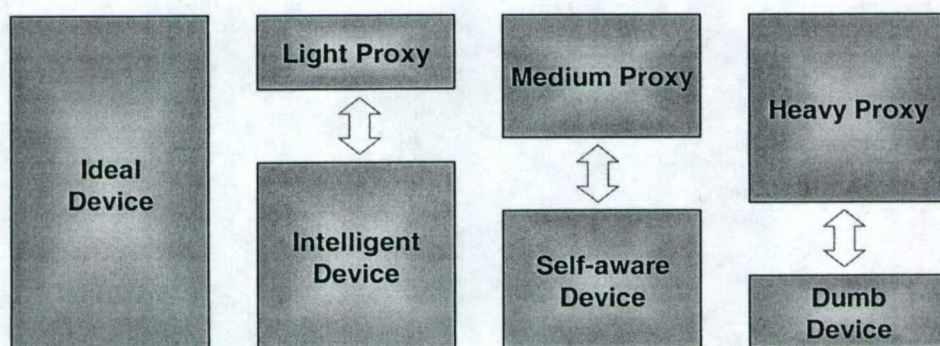 Ideal
Device
Light Proxy
Intelligent
Device
Medium Proxy
Self-aware
Device
Heavy Proxy
Dumb
Device